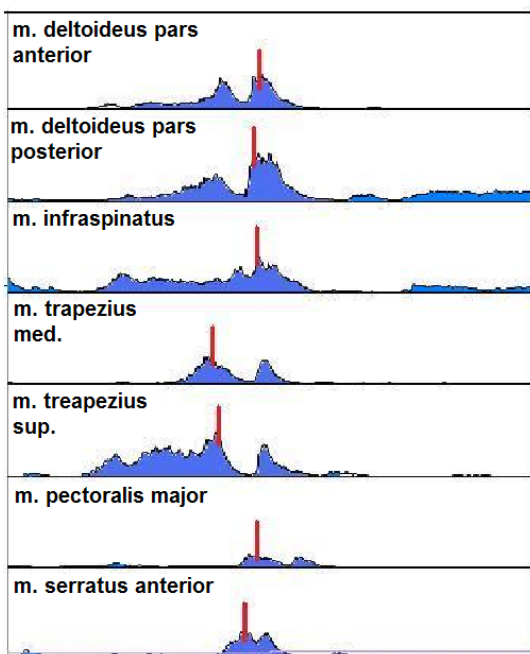 m. deltoideus pars
anterior
m. deltoideus pars
posterior
m. infraspinatus
m. trapezius
med.
m. treapezius
sup.
m. pectoralis major
m. serratus anterior